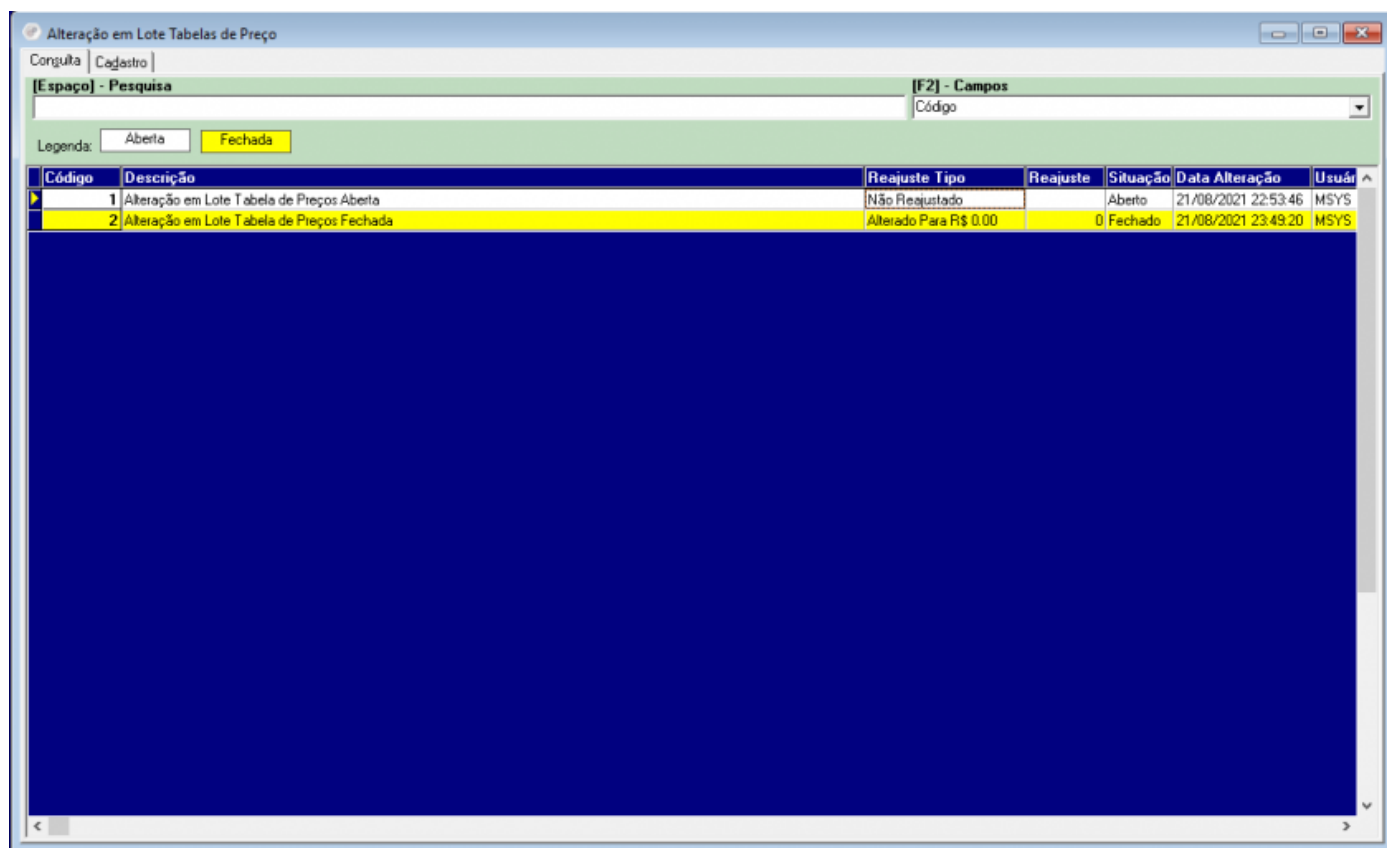 Alteração em Lote Tabelas de Preço
Consulta Cadastro
[Espaço] - Pesquisa [F2] - Campos
Código
Legenda: Aberta Fechada
Código Descrição Reajuste Tipo Reajuste Situação Data Alteração Usuár
1 Alteração em Lote Tabela de Preços Aberta Não Reajustado Aberto 21/08/2021 22:53:46 MSYS
2 Alteração em Lote Tabela de Preços Fechada Alterado Para R$ 0.00 0 Fechado 21/08/2021 23:49:20 MSYS